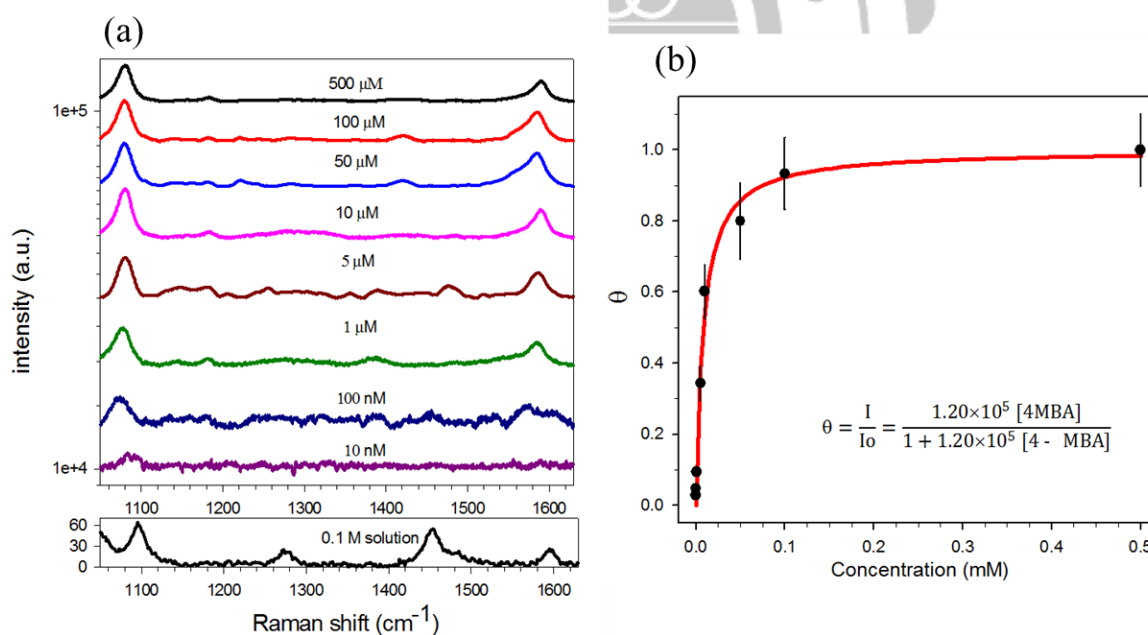 (a)
500 μM
1e+5
100 μM
50 μM
10 μM
5 μM
1 μM
100 nM
10 nM
1e+4
intensity (a.u.)
1100 1200 1300 1400 1500 1600
60
30
0
0.1 M solution
1100 1200 1300 1400 1500 1600
Raman shift (cm⁻¹)
(b)
1.0
0.8
0.6
0.4
0.2
0.0
θ
θ = I/Io = 1.20×10⁵ [4MBA] / 1 + 1.20×10⁵ [4 - MBA]
0.0 0.1 0.2 0.3 0.4 0.5
Concentration (mM)